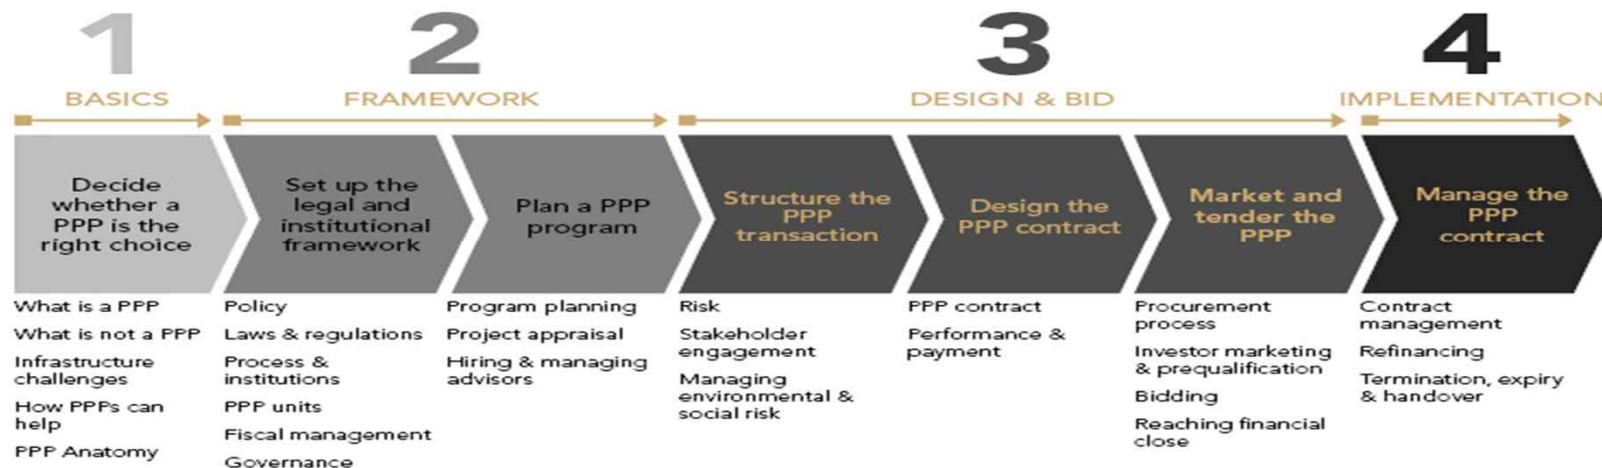 1
BASICS
2
FRAMEWORK
3
DESIGN & BID
4
IMPLEMENTATION
Decide
whether a
PPP is the
right choice
Set up the
legal and
institutional
framework
Plan a PPP
program
Structure the
PPP
transaction
Design the
PPP contract
Market and
tender the
PPP
Manage the
PPP
contract
What is a PPP
What is not a PPP
Infrastructure
challenges
How PPPs can
help
PPP Anatomy
Policy
Laws & regulations
Process &
institutions
PPP units
Fiscal management
Governance
Program planning
Project appraisal
Hiring & managing
advisors
Risk
Stakeholder
engagement
Managing
environmental &
social risk
PPP contract
Performance &
payment
Procurement
process
Investor marketing
& prequalification
Bidding
Reaching financial
close
Contract
management
Refinancing
Termination, expiry
& handover